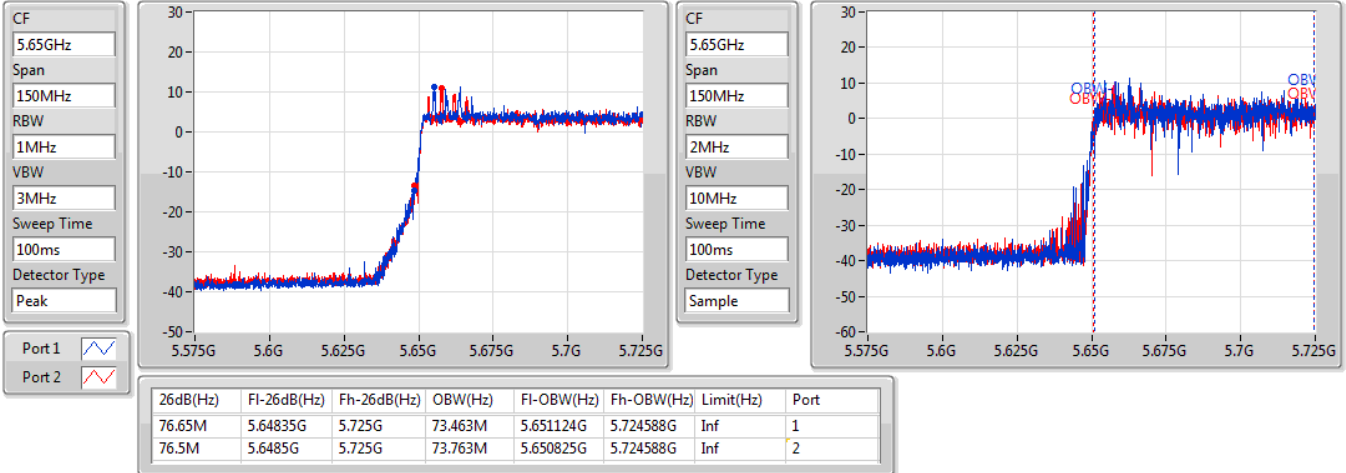 CF
5.65GHz
Span
150MHz
RBW
1MHz
VBW
3MHz
Sweep Time
100ms
Detector Type
Peak
Port 1
Port 2
30
20
10
0
-10
-20
-30
-40
-50
5.575G 5.6G 5.625G 5.65G 5.675G 5.7G 5.725G
CF
5.65GHz
Span
150MHz
RBW
2MHz
VBW
10MHz
Sweep Time
100ms
Detector Type
Sample
30
20
10
0
-10
-20
-30
-40
-50
-60
OBW
OBW
OBW
OBW
5.575G 5.6G 5.625G 5.65G 5.675G 5.7G 5.725G
26dB(Hz) Fl-26dB(Hz) Fh-26dB(Hz) OBW(Hz) Fl-OBW(Hz) Fh-OBW(Hz) Limit(Hz) Port
76.65M 5.64835G 5.725G 73.463M 5.651124G 5.724588G Inf 1
76.5M 5.6485G 5.725G 73.763M 5.650825G 5.724588G Inf 2